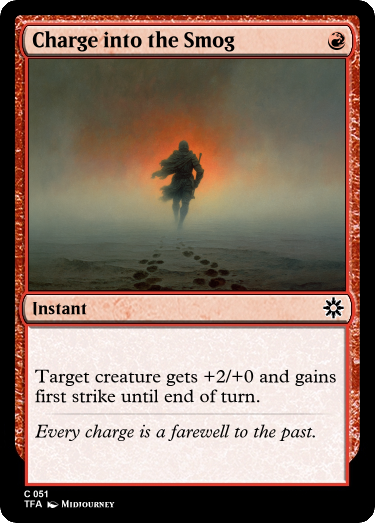 Charge into the Smog
Instant
Target creature gets +2/+0 and gains
first strike until end of turn.
Every charge is a farewell to the past.
C 051
TFA MIDJOURNEY